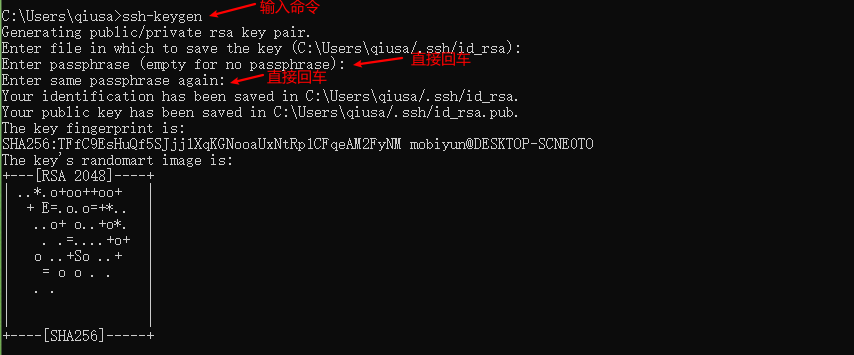 C:\Users\qiusa>ssh-keygen 输入命令
Generating public/private rsa key pair.
Enter file in which to save the key (C:\Users\qiusa/.ssh/id_rsa):
Enter passphrase (empty for no passphrase): 直接回车
Enter same passphrase again: 直接回车
Your identification has been saved in C:\Users\qiusa/.ssh/id_rsa.
Your public key has been saved in C:\Users\qiusa/.ssh/id_rsa.pub.
The key fingerprint is:
SHA256:TFfC9EsHuQf5SJjj1XqKGNooaUxNtRp1CFqeAM2FyNM mobiyun@DESKTOP-SCNE0TO
The key's randomart image is:
+---[RSA 2048]----+
| ..*.o+oo++oo+   |
|  + E=.o.o=+*..  |
|   ..o+ o..+o*.  |
|    . .=....+o+  |
|   o ..+So ..+   |
|    = o o . .    |
|   . .           |
|                 |
|                 |
+----[SHA256]-----+